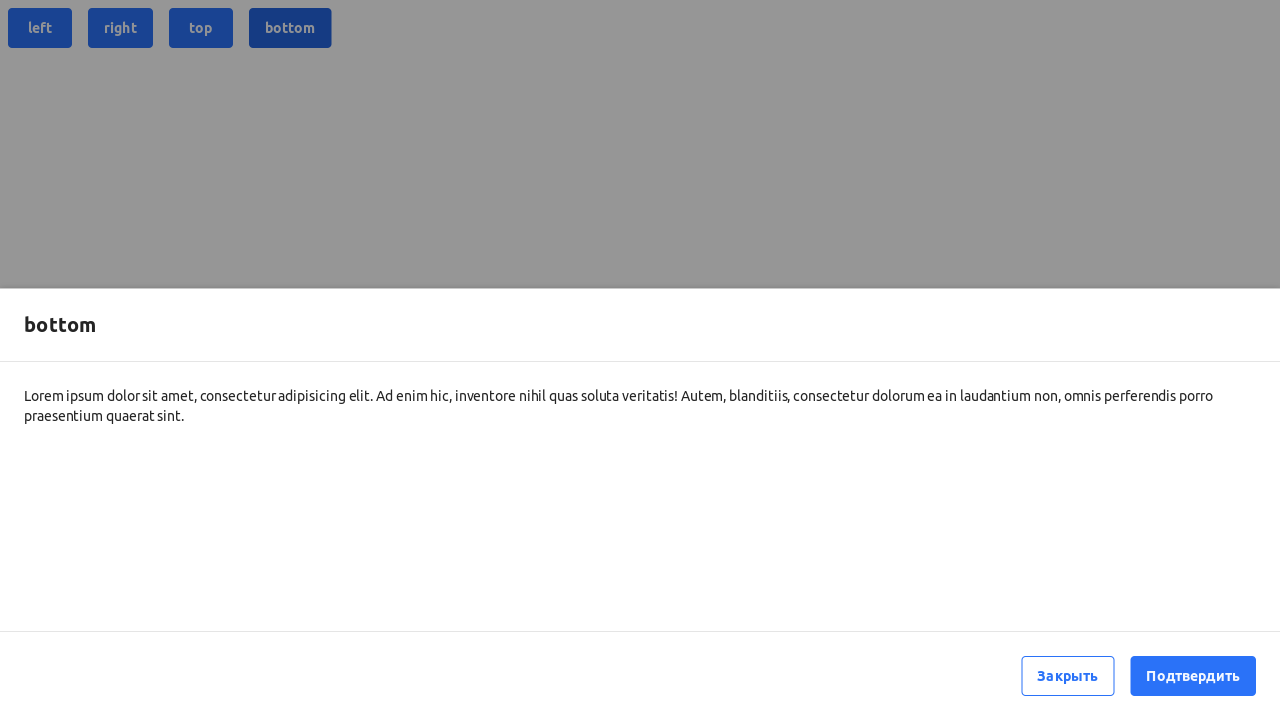 left right top bottom
bottom
Lorem ipsum dolor sit amet, consectetur adipisicing elit. Ad enim hic, inventore nihil quas soluta veritatis! Autem, blanditiis, consectetur dolorum ea in laudantium non, omnis perferendis porro
praesentium quaerat sint.
Закрыть Подтвердить